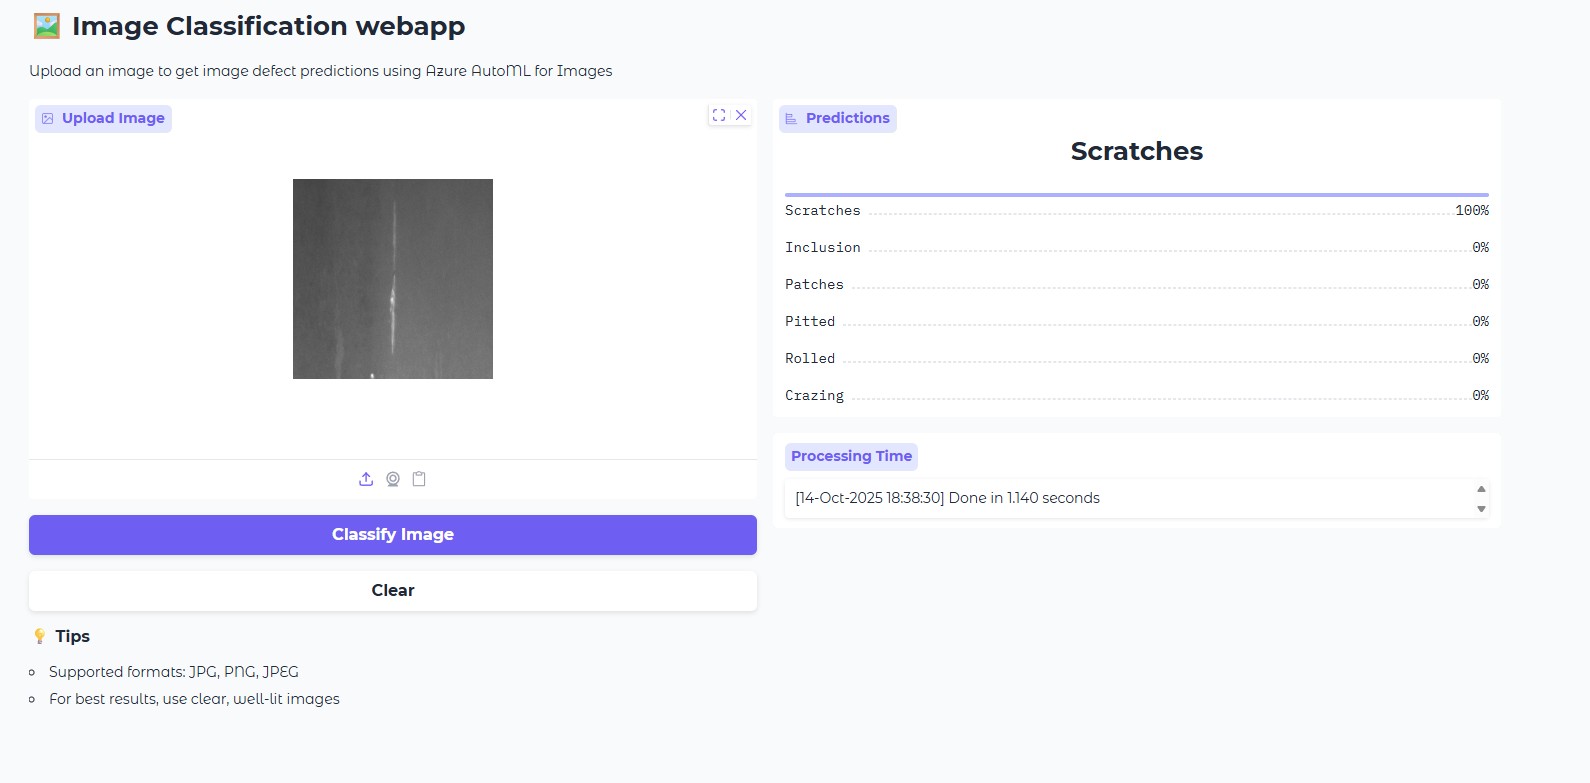 Image Classification webapp
Upload an image to get image defect predictions using Azure AutoML for Images
Upload Image
Classify Image
Clear
Tips
Supported formats: JPG, PNG, JPEG
For best results, use clear, well-lit images
Predictions
Scratches
Scratches 100%
Inclusion 0%
Patches 0%
Pitted 0%
Rolled 0%
Crazing 0%
Processing Time
[14-Oct-2025 18:38:30] Done in 1.140 seconds